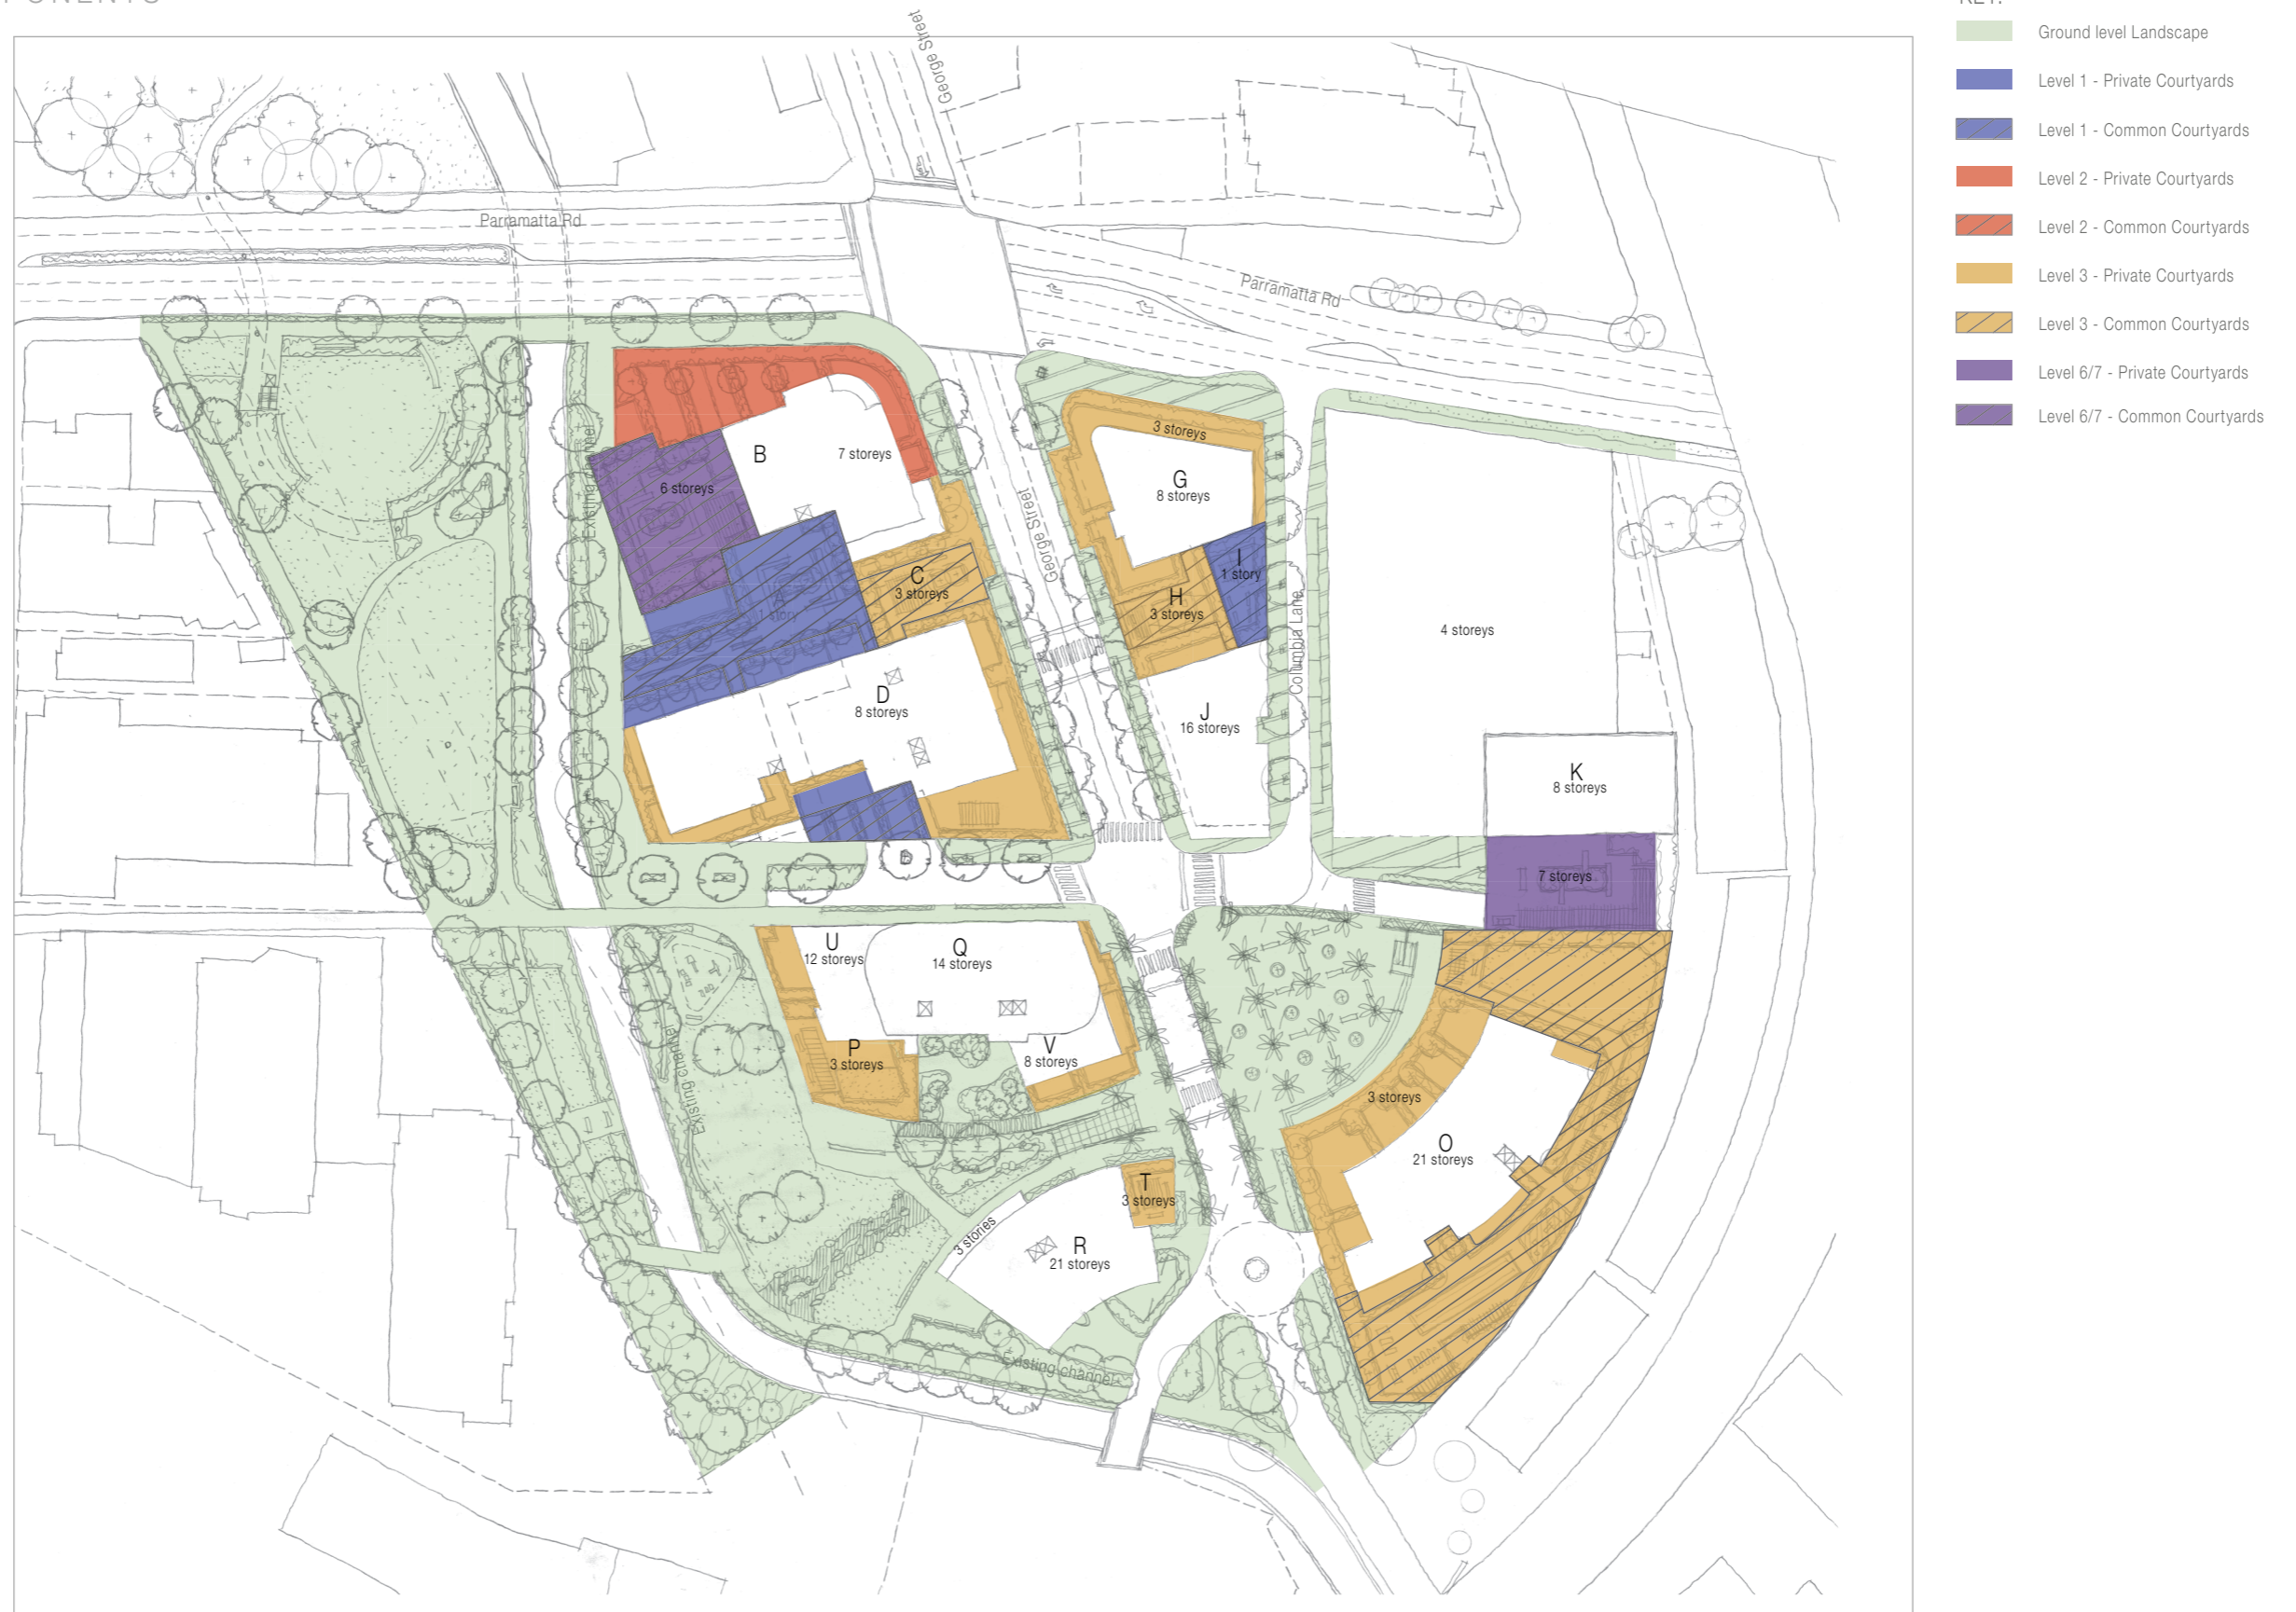 KEY:
Ground level Landscape
Level 1 - Private Courtyards
Level 1 - Common Courtyards
Level 2 - Private Courtyards
Level 2 - Common Courtyards
Level 3 - Private Courtyards
Level 3 - Common Courtyards
Level 6/7 - Private Courtyards
Level 6/7 - Common Courtyards
George Street
Parramatta Rd
Parramatta Rd
Existing channel
B
7 storeys
6 storeys
A
1 story
C
3 storeys
George Street
3 storeys
G
8 storeys
I
1 story
H
3 storeys
Columbia Lane
4 storeys
D
8 storeys
J
16 storeys
K
8 storeys
7 storeys
U
12 storeys
Q
14 storeys
P
3 storeys
V
8 storeys
Existing channel
3 storeys
O
21 storeys
T
3 storeys
3 stories
R
21 storeys
Existing channel